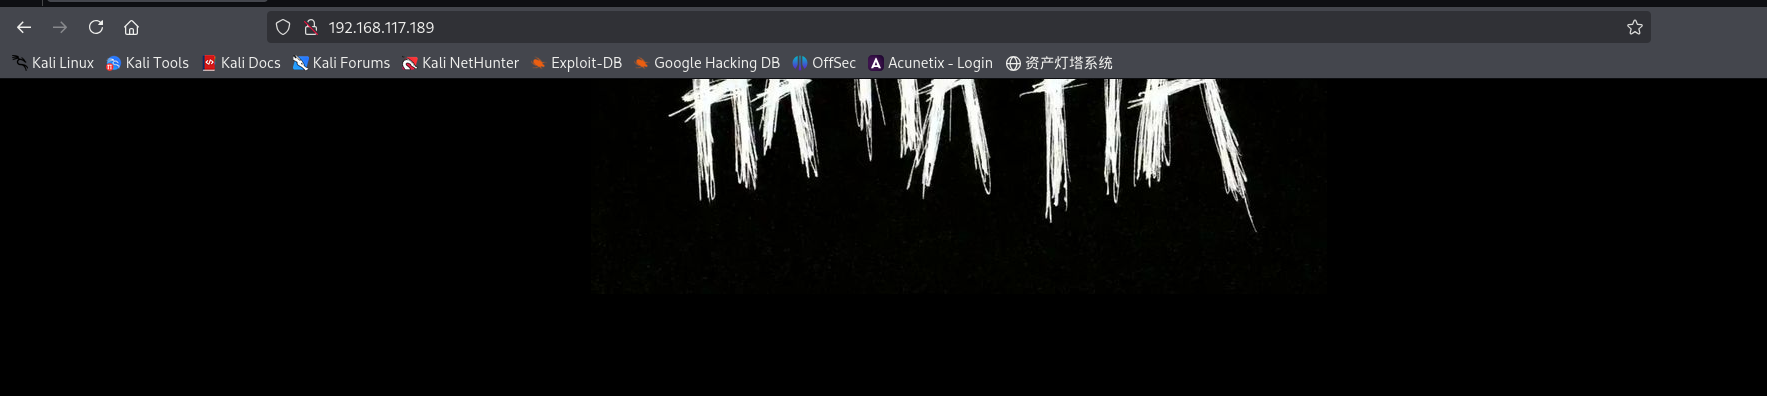 192.168.117.189
Kali Linux Kali Tools Kali Docs Kali Forums Kali NetHunter Exploit-DB Google Hacking DB OffSec Acunetix - Login 资产灯塔系统